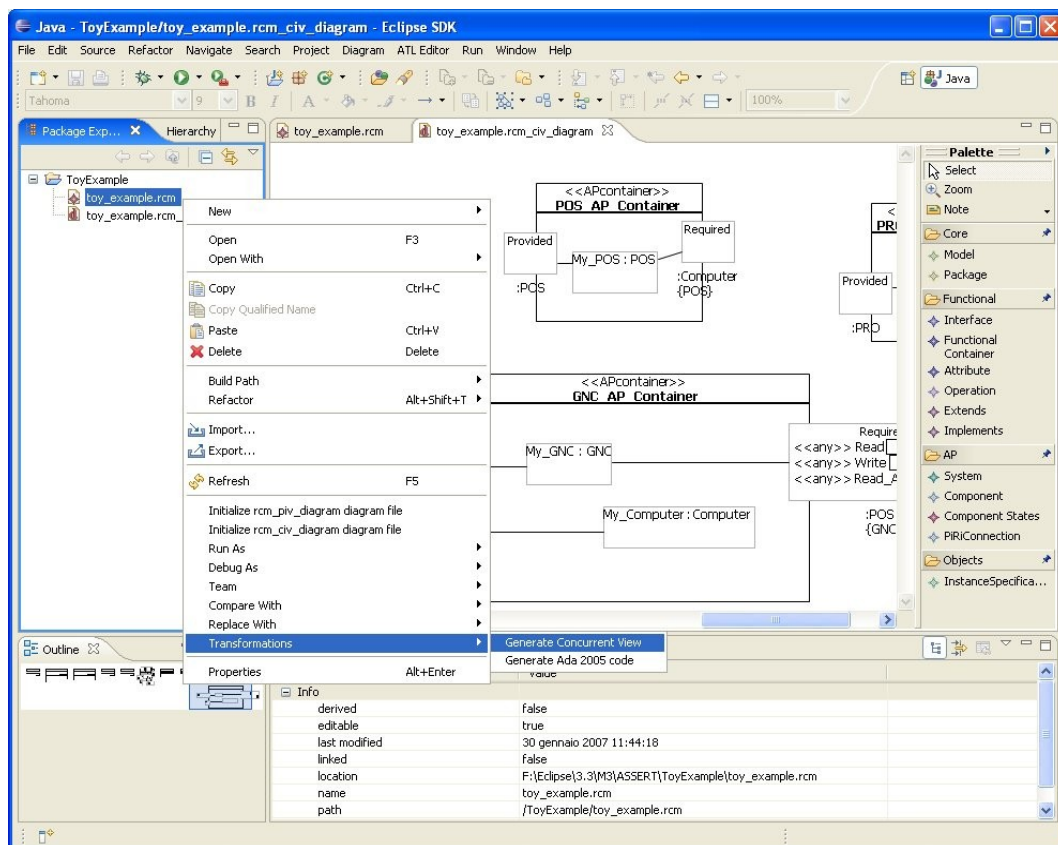 Java - ToyExample/toy_example.rcm_civ_diagram - Eclipse SDK
File Edit Source Refactor Navigate Search Project Diagram ATL Editor Run Window Help
Java
Tahoma 9 B I A 100%
Package Exp... Hierarchy
toy_example.rcm
toy_example.rcm_civ_diagram
ToyExample
toy_example.rcm
toy_example.rcm_
New
Open F3
Open With
Copy Ctrl+C
Copy Qualified Name
Paste Ctrl+V
Delete Delete
Build Path
Refactor Alt+Shift+T
Import...
Export...
Refresh F5
Initialize rcm_piv_diagram diagram file
Initialize rcm_civ_diagram diagram file
Run As
Debug As
Team
Compare With
Replace With
Transformations
Properties Alt+Enter
Generate Concurrent View
Generate Ada 2005 code
<<APcontainer>>
POS_AP_Container
Provided
My_POS : POS
Required
:POS
:Computer
{POS}
<
PR
Provided
:PRO
<<APcontainer>>
GNC_AP_Container
My_GNC : GNC
My_Computer : Computer
Require
<<any>> Read
<<any>> Write
<<any>> Read_A
:POS
{GNC
Palette
Select
Zoom
Note
Core
Model
Package
Functional
Interface
Functional
Container
Attribute
Operation
Extends
Implements
AP
System
Component
Component States
PiRiConnection
Objects
InstanceSpecifica...
Outline
Value
Info
derived false
editable true
last modified 30 gennaio 2007 11:44:18
linked false
location F:\Eclipse\3.3\M3\ASSERT\ToyExample\toy_example.rcm
name toy_example.rcm
path /ToyExample/toy_example.rcm